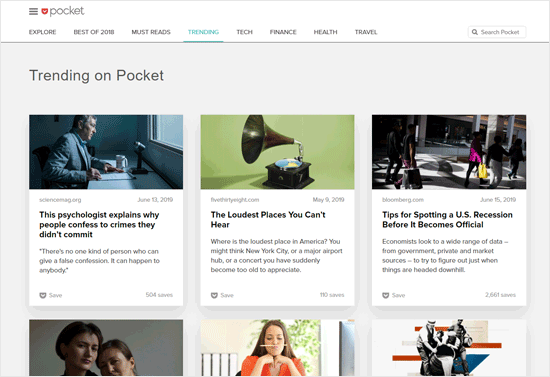 pocket
EXPLORE BEST OF 2018 MUST READS TRENDING TECH FINANCE HEALTH TRAVEL Search Pocket
Trending on Pocket
sciencemag.org June 13, 2019
This psychologist explains why
people confess to crimes they
didn't commit
"There's no one kind of person who can
give a false confession. It can happen to
anybody."
Save 504 saves
fivethirtyeight.com May 9, 2019
The Loudest Places You Can't
Hear
Where is the loudest place in America? You
might think New York City, or a major airport
hub, or a concert you have suddenly
become too old to appreciate.
Save 110 saves
bloomberg.com June 15, 2019
Tips for Spotting a U.S. Recession
Before It Becomes Official
Economists look to a wide range of data –
from government, private and market
sources – to try to figure out just when
things are headed downhill.
Save 2,661 saves